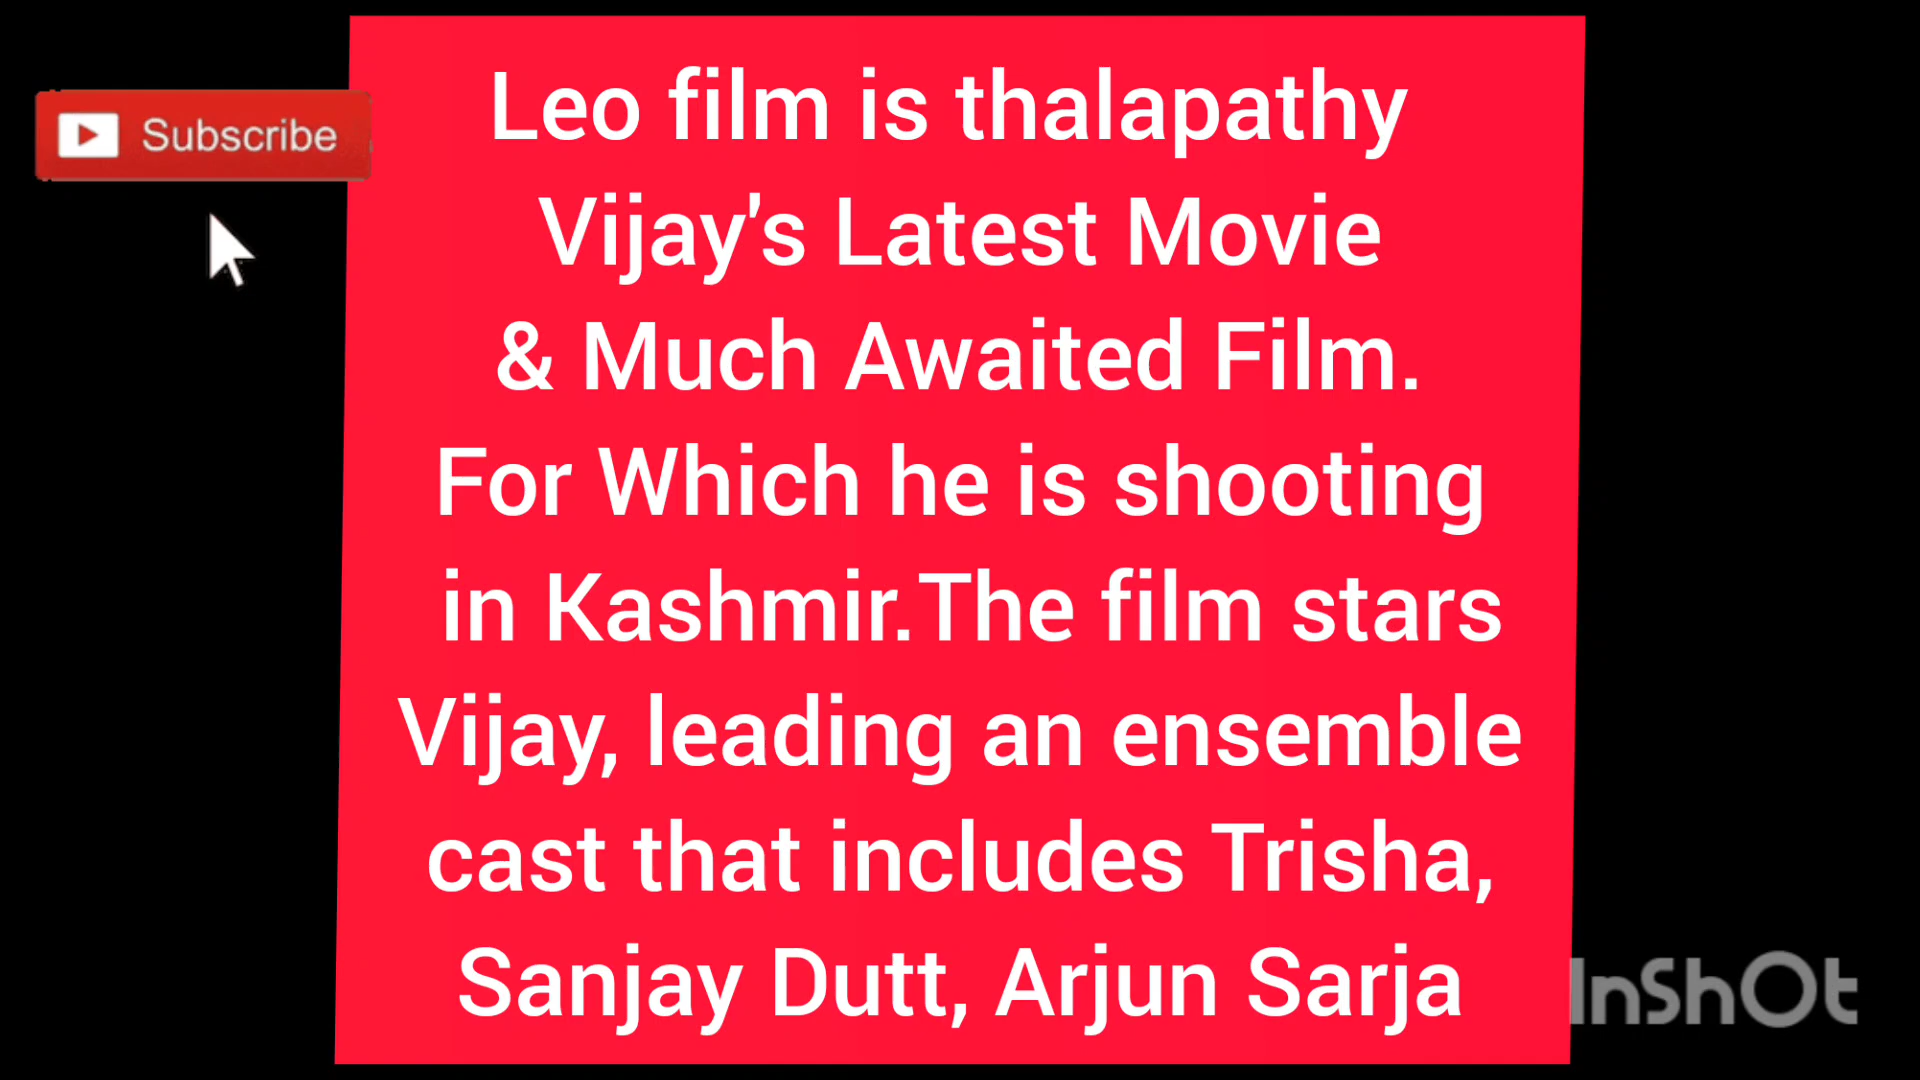 Subscribe
Leo film is thalapathy
Vijay's Latest Movie
& Much Awaited Film.
For Which he is shooting
in Kashmir.The film stars
Vijay, leading an ensemble
cast that includes Trisha,
Sanjay Dutt, Arjun Sarja
InShOt